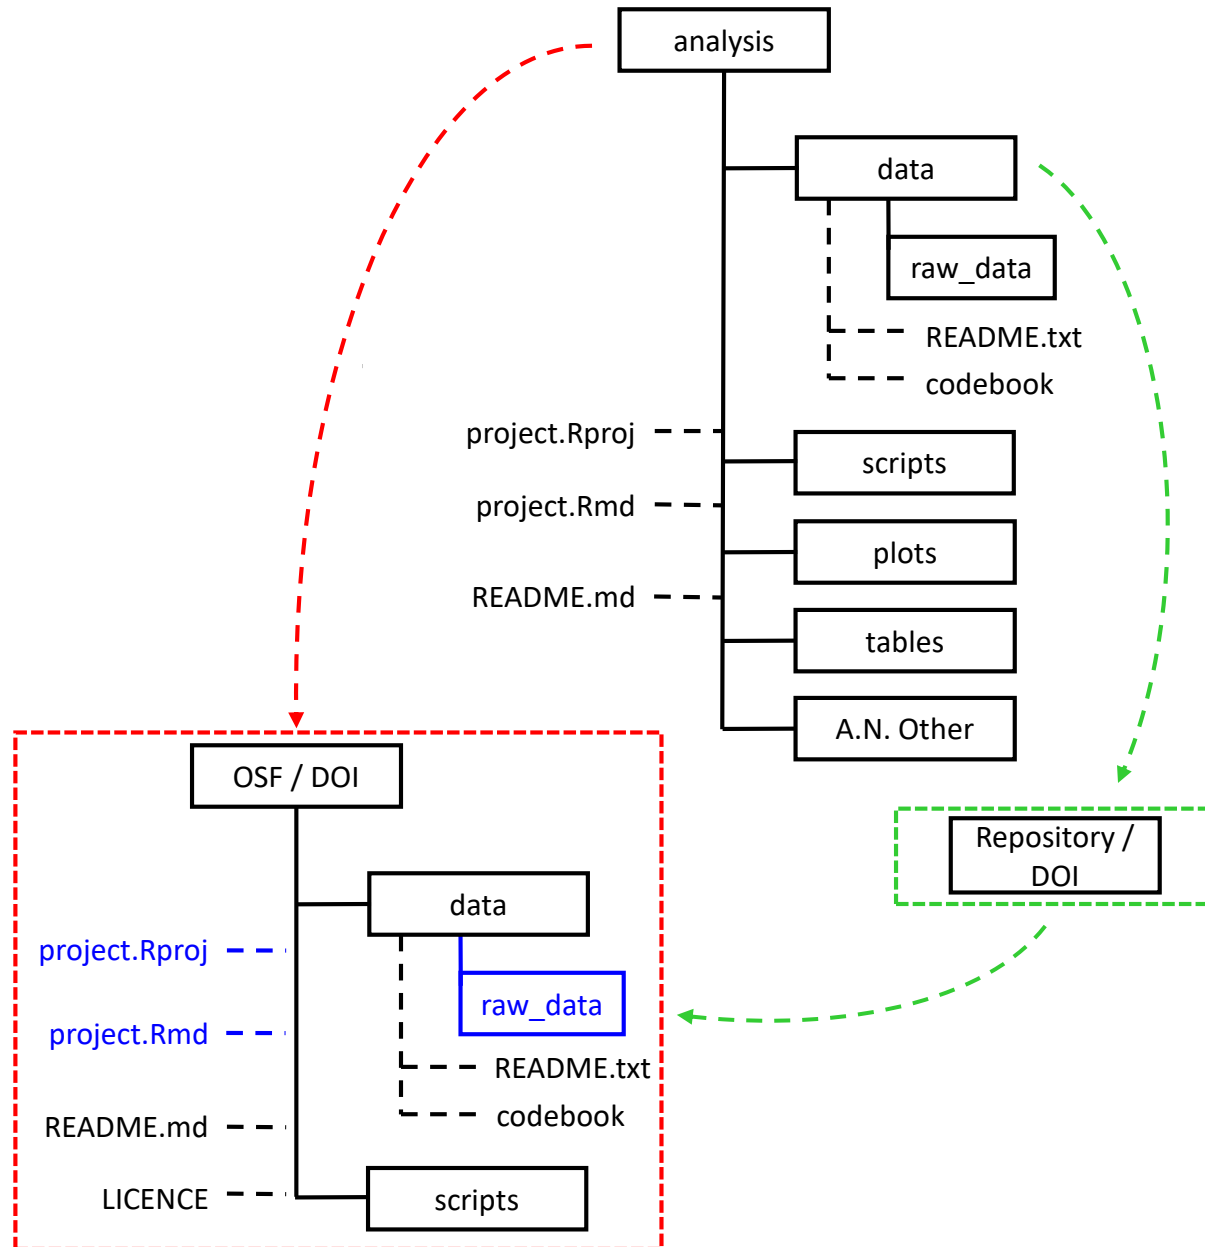 analysis
data
raw_data
README.txt
codebook
project.Rproj
scripts
project.Rmd
plots
README.md
tables
A.N. Other
OSF / DOI
Repository /
DOI
data
project.Rproj
raw_data
project.Rmd
README.txt
codebook
README.md
LICENCE
scripts